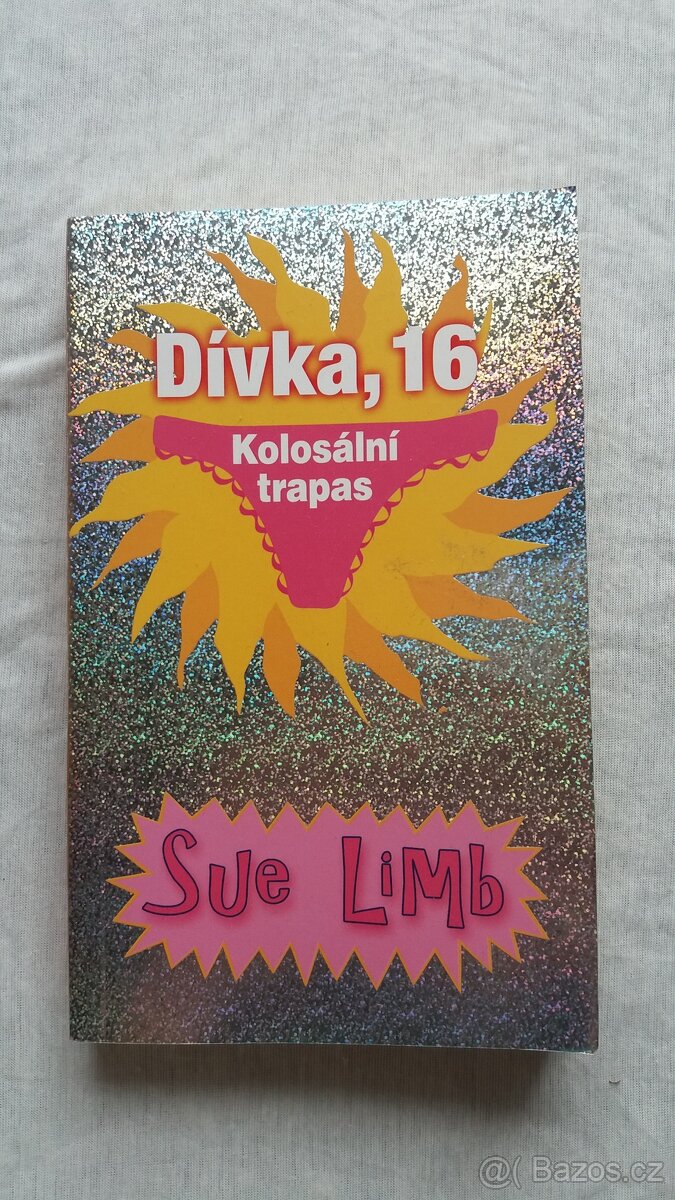 Dívka, 16
Kolosální
trapas
Sue Limb
@( Bazos.cz